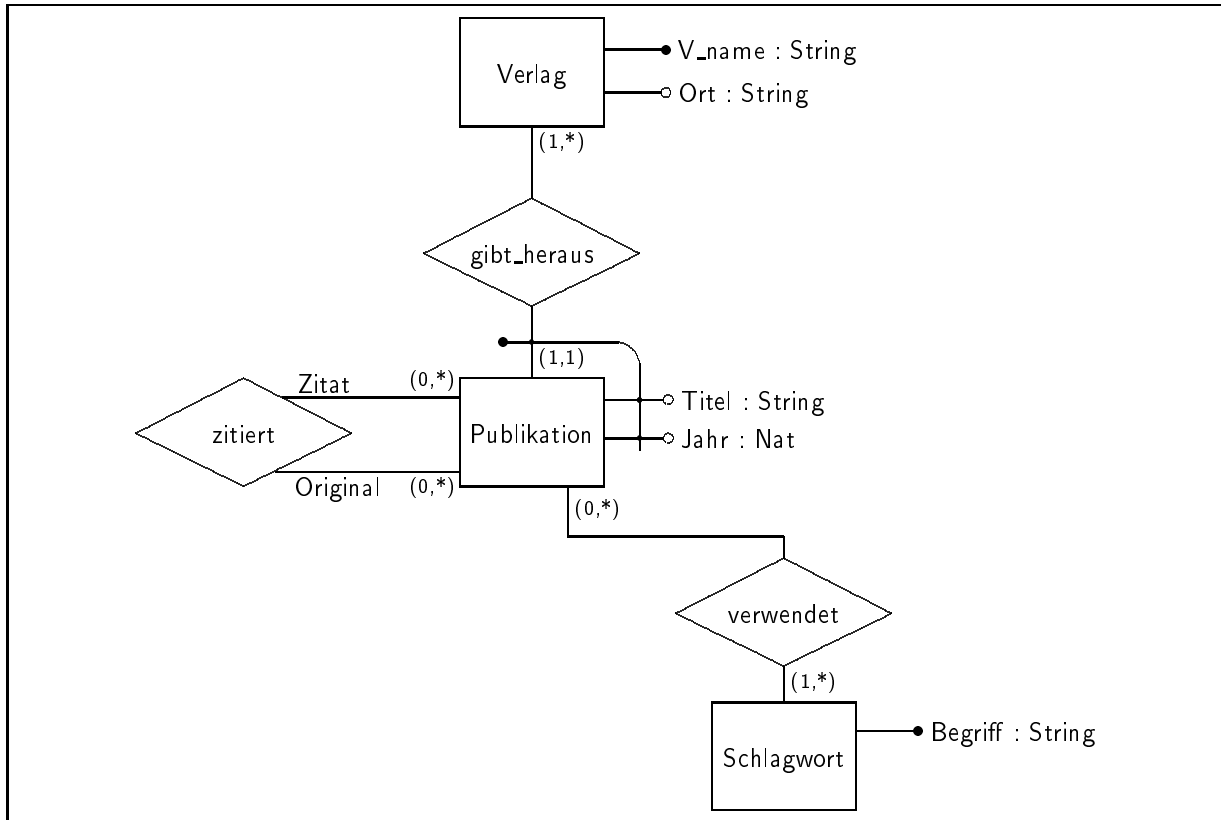 V_name : String
Verlag
Ort : String
(1,*)
gibt_heraus
(1,1)
Zitat
(0,*)
Titel : String
zitiert
Publikation
Jahr : Nat
Original
(0,*)
(0,*)
verwendet
(1,*)
Begriff : String
Schlagwort